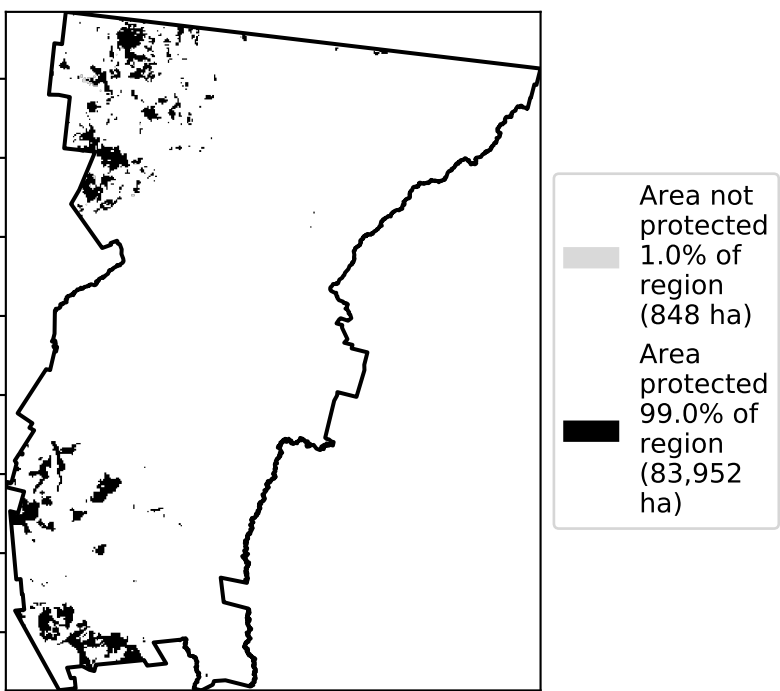 Area not
protected
1.0% of
region
(848 ha)
Area
protected
99.0% of
region
(83,952
ha)